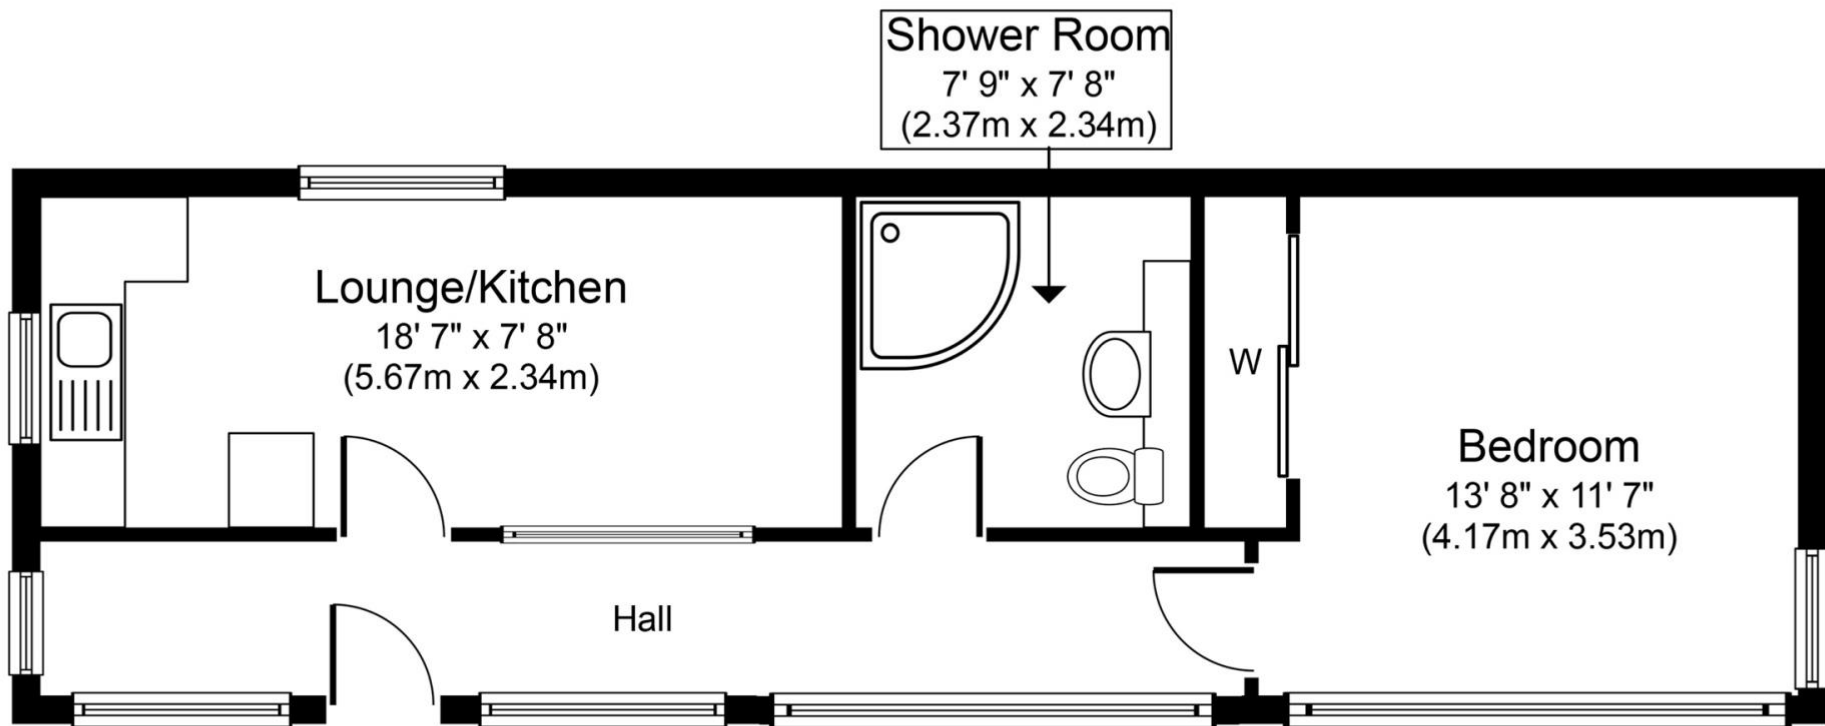 Shower Room
7' 9" x 7' 8"
(2.37m x 2.34m)
Lounge/Kitchen
18' 7" x 7' 8"
(5.67m x 2.34m)
W
Bedroom
13' 8" x 11' 7"
(4.17m x 3.53m)
Hall